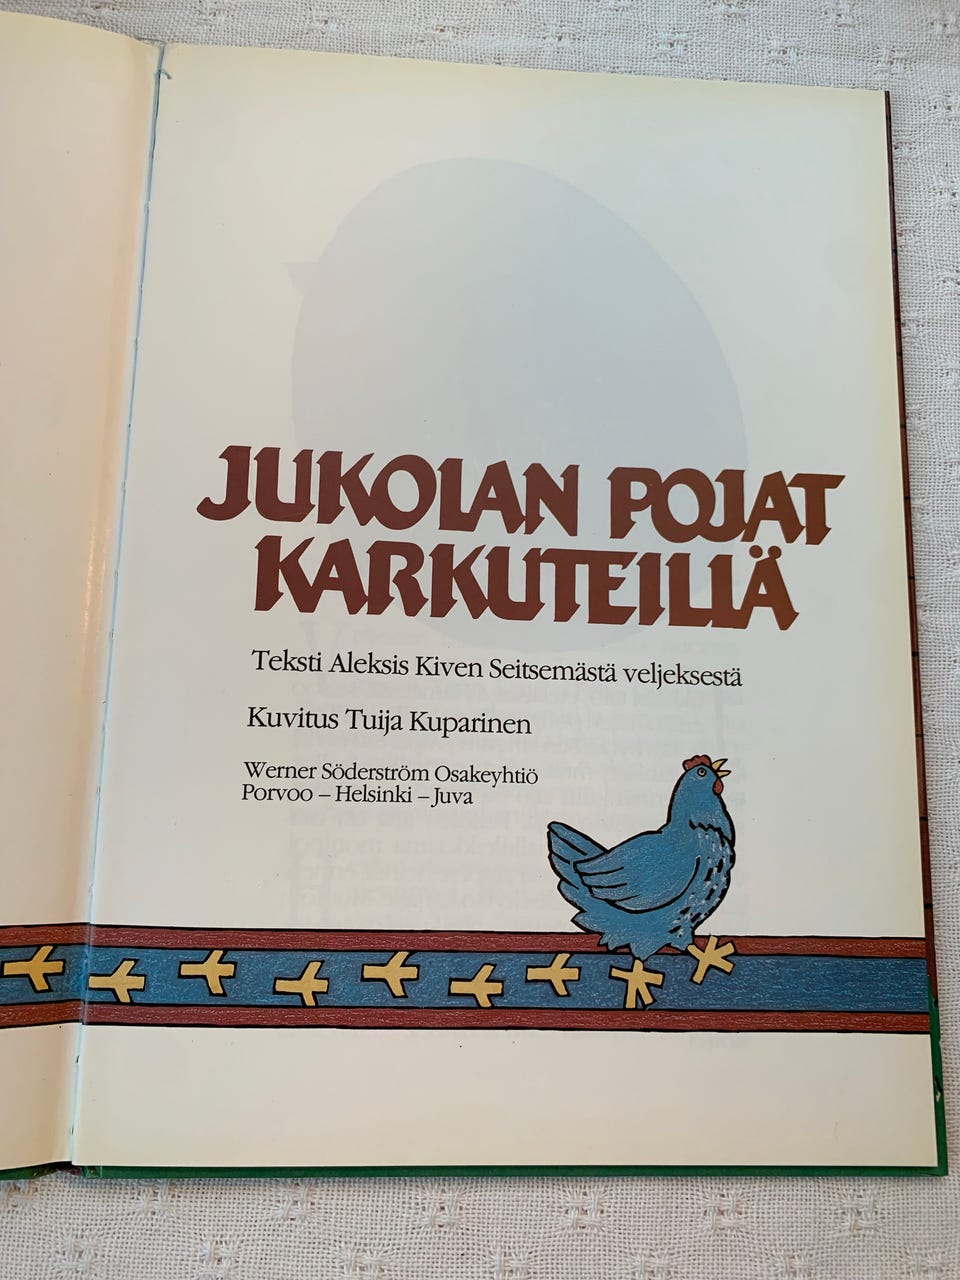 JUKOLAN POJAT
KARKUTEILLÄ
Teksti Aleksis Kiven Seitsemästä veljeksestä
Kuvitus Tuija Kuparinen
Werner Söderström Osakeyhtiö
Porvoo – Helsinki – Juva